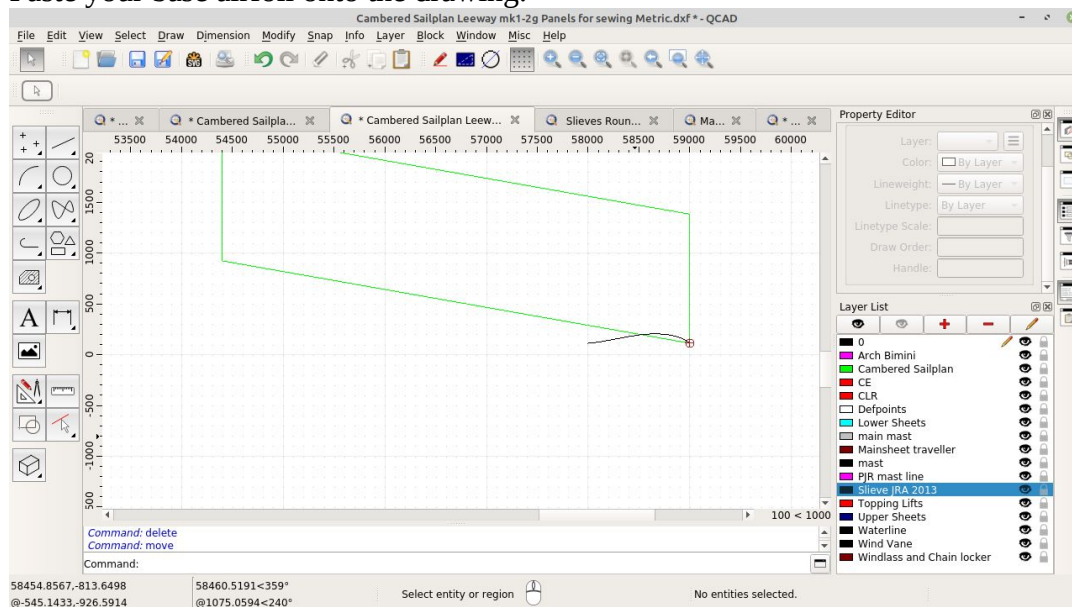 Paste your base airfoil onto the drawing.
Cambered Sailplan Leeway mk1-2g Panels for sewing Metric.dxf * - QCAD
File Edit View Select Draw Dimension Modify Snap Info Layer Block Window Misc Help
* ... * Cambered Sailpla... * Cambered Sailplan Leew... Slieves Roun... * Ma... * ...
Property Editor
53500 54000 54500 55000 55500 56000 56500 57000 57500 58000 58500 59000 59500 60000
20
1500
1000
500
0
-500
-1000
500
Layer:
Color: By Layer
Lineweight: By Layer
Linetype: By Layer
Linetype Scale:
Draw Order:
Handle:
Layer List
0
Arch Bimini
Cambered Sailplan
CE
CLR
Defpoints
Lower Sheets
main mast
Mainsheet traveller
mast
PJR mast line
Slieve JRA 2013
Topping Lifts
Upper Sheets
Waterline
Wind Vane
Windlass and Chain locker
A
100 < 1000
Command: delete
Command: move
Command:
58454.8567,-813.6498
@-545.1433,-926.5914
58460.5191<359°
@1075.0594<240°
Select entity or region
No entities selected.